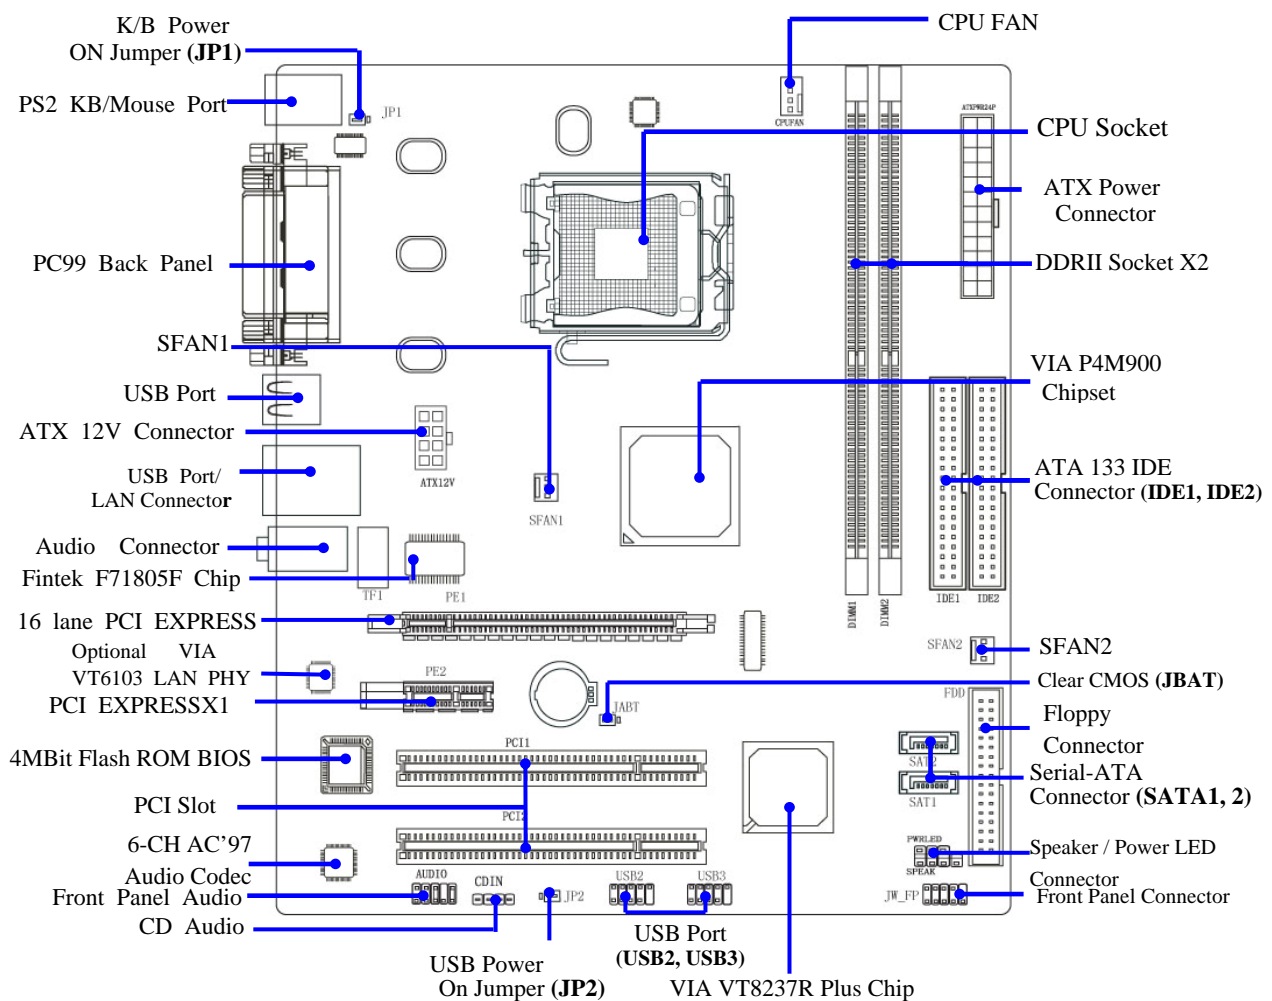 K/B Power
ON Jumper (JP1)
PS2 KB/Mouse Port
PC99 Back Panel
SFAN1
USB Port
ATX 12V Connector
USB Port/
LAN Connector
Audio Connector
Fintek F71805F Chip
16 lane PCI EXPRESS
Optional VIA
VT6103 LAN PHY
PCI EXPRESSX1
4MBit Flash ROM BIOS
PCI Slot
6-CH AC’97
Audio Codec
Front Panel Audio
CD Audio
USB Power
On Jumper (JP2)
USB Port
(USB2, USB3)
VIA VT8237R Plus Chip
CPU FAN
CPU Socket
ATX Power
Connector
DDRII Socket X2
VIA P4M900
Chipset
ATA 133 IDE
Connector (IDE1, IDE2)
SFAN2
Clear CMOS (JBAT)
Floppy
Connector
Serial-ATA
Connector (SATA1, 2)
Speaker / Power LED
Connector
Front Panel Connector
JP1
CPUFAN
ATXPWR24P
ATX12V
SFAN1
TF1
PE1
DIMM1
DIMM2
IDE1
IDE2
SFAN2
PE2
JABT
FDD
PCI1
SAT2
SAT1
PCI2
PWRLED
SPEAK
AUDIO
CDIN
JP2
USB2
USB3
JW_FP